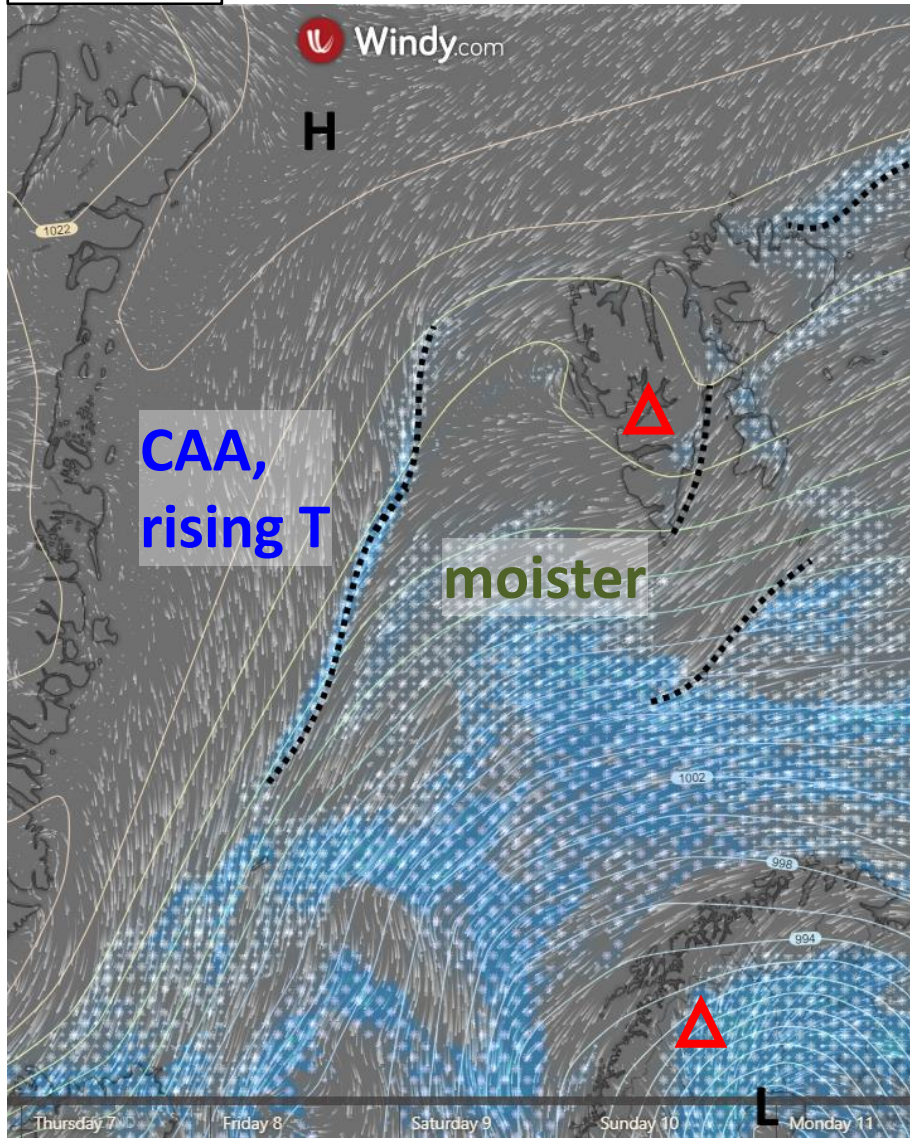 Windy.com
H
1022
CAA,
rising T
moister
1002
998
994
L
Thursday 7 Friday 8 Saturday 9 Sunday 10 Monday 11